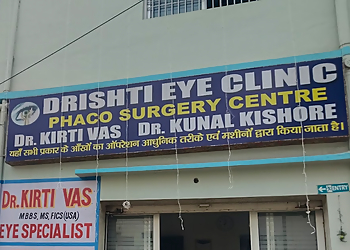 DRISHTI EYE CLINIC
PHACO SURGERY CENTRE
DR. KIRTI VAS DR. KUNAL KISHORE
यहाँ सभी प्रकार के आँखों का ऑपरेशन आधुनिक तरीके एवं मशीनों द्वारा किया जाता है।
DR. KIRTI VAS
MBBS, MS, FICS (USA)
EYE SPECIALIST
ENTRY